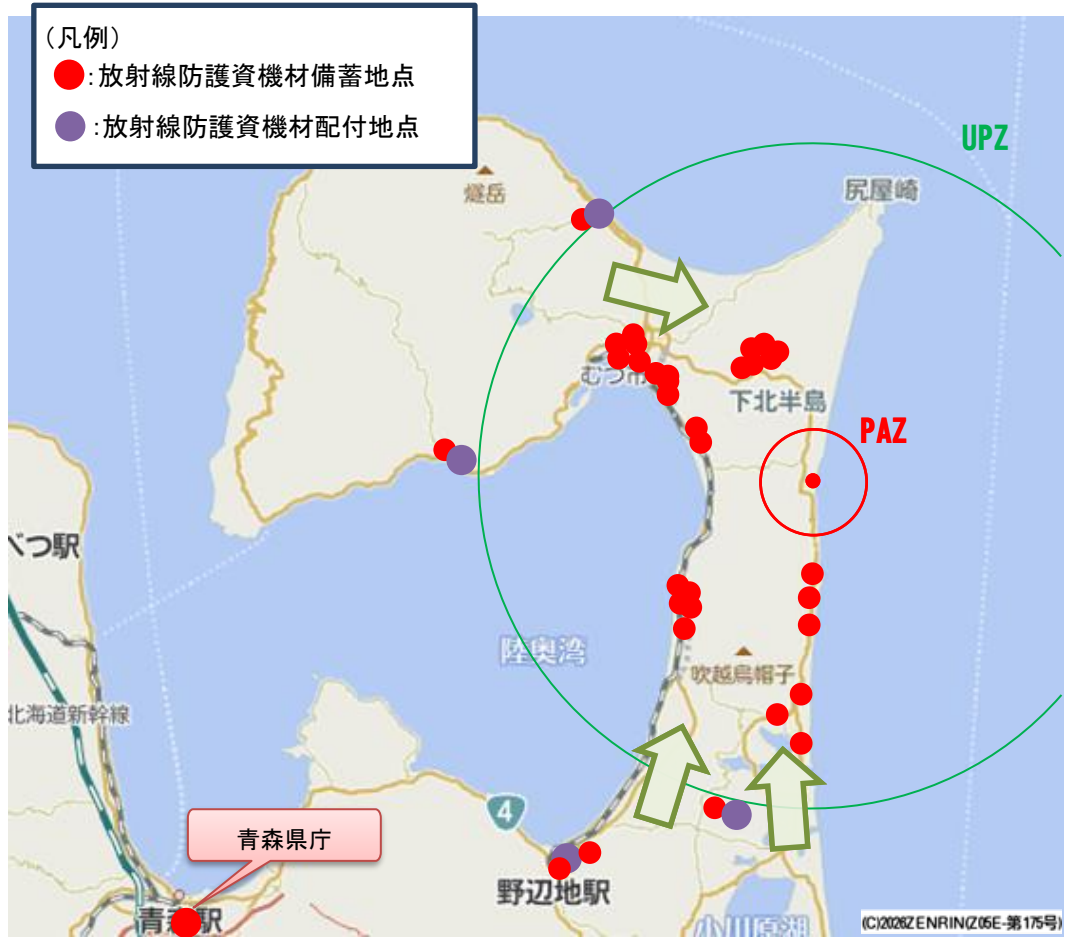 (凡例)
:放射線防護資機材備蓄地点
:放射線防護資機材配付地点
UPZ
尻屋崎
燧岳
むつ市
下北半島
PAZ
べつ駅
陸奥湾
吹越烏帽子
北海道新幹線
4
青森県庁
野辺地駅
青森駅
小川原湖
(C)2026ZENRIN(Z05E-第175号)